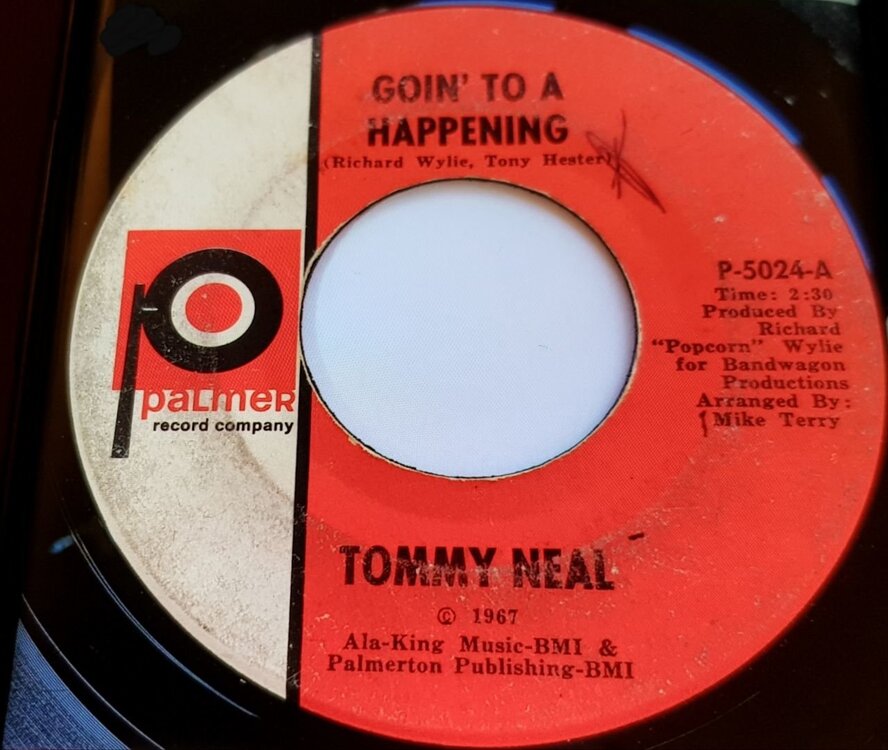 GOIN' TO A
HAPPENING
(Richard Wylie, Tony Hester)
P-5024-A
Time: 2:30
Produced By
Richard
"Popcorn" Wylie
for Bandwagon
Productions
Arranged By:
Mike Terry
palmer
record company
TOMMY NEAL
© 1967
Ala-King Music-BMI &
Palmerton Publishing-BMI